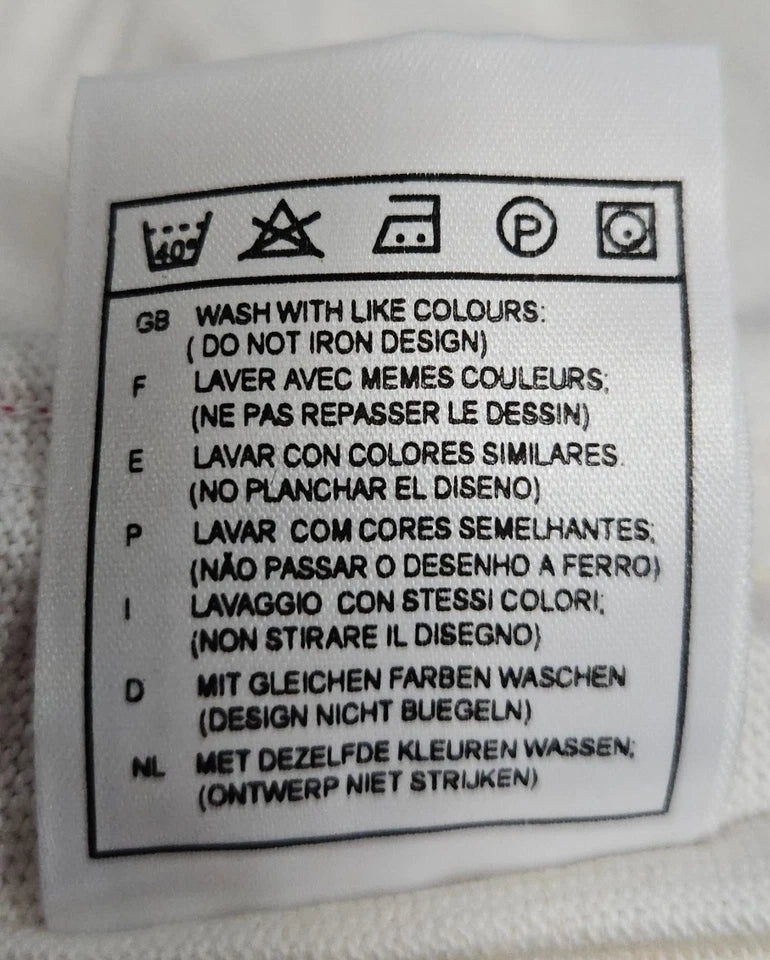 40°
P
GB WASH WITH LIKE COLOURS:
( DO NOT IRON DESIGN)
F LAVER AVEC MEMES COULEURS;
(NE PAS REPASSER LE DESSIN)
E LAVAR CON COLORES SIMILARES.
(NO PLANCHAR EL DISENO)
P LAVAR COM CORES SEMELHANTES;
(NÃO PASSAR O DESENHO A FERRO)
I LAVAGGIO CON STESSI COLORI;
(NON STIRARE IL DISEGNO)
D MIT GLEICHEN FARBEN WASCHEN
(DESIGN NICHT BUEGELN)
NL MET DEZELFDE KLEUREN WASSEN;
(ONTWERP NIET STRIJKEN)